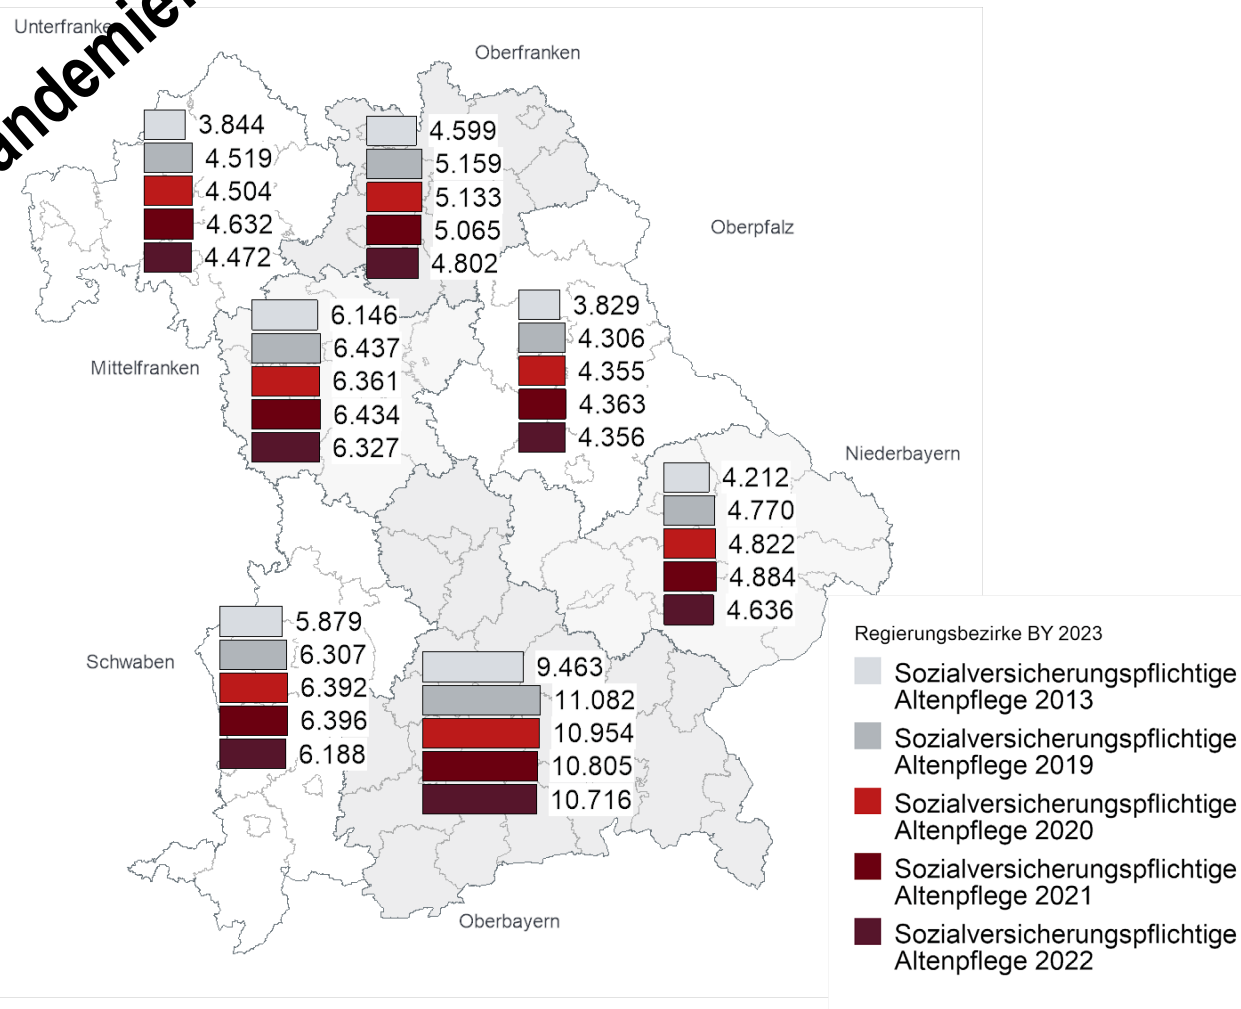 Unterfranken
andemie
Oberfranken
3.844
4.519
4.504
4.632
4.472
4.599
5.159
5.133
5.065
4.802
Oberpfalz
6.146
6.437
6.361
6.434
6.327
3.829
4.306
4.355
4.363
4.356
Mittelfranken
Niederbayern
4.212
4.770
4.822
4.884
4.636
5.879
6.307
6.392
6.396
6.188
Schwaben
9.463
11.082
10.954
10.805
10.716
Oberbayern
Regierungsbezirke BY 2023
Sozialversicherungspflichtige
Altenpflege 2013
Sozialversicherungspflichtige
Altenpflege 2019
Sozialversicherungspflichtige
Altenpflege 2020
Sozialversicherungspflichtige
Altenpflege 2021
Sozialversicherungspflichtige
Altenpflege 2022